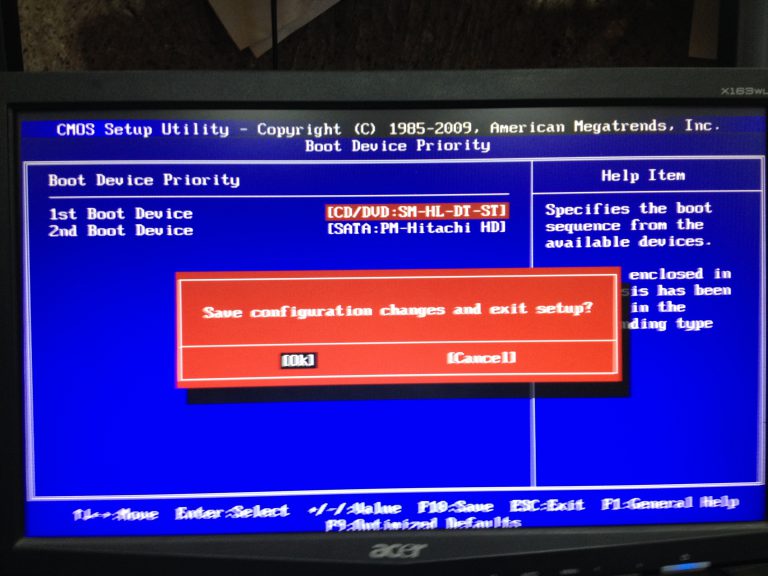 X163WL
CMOS Setup Utility - Copyright (C) 1985-2009, American Megatrends, Inc.
Boot Device Priority
Boot Device Priority
1st Boot Device [CD/DVD:SM-HL-DT-ST]
2nd Boot Device [SATA:PM-Hitachi HD]
Help Item
Specifies the boot
sequence from the
available devices.
enclosed in
sis has been
in the
nding type
Save configuration changes and exit setup?
[Ok] [Cancel]
↑↓←→:Move Enter:Select +/-/:Value F10:Save ESC:Exit F1:General Help
F9:Optimized Defaults
acer